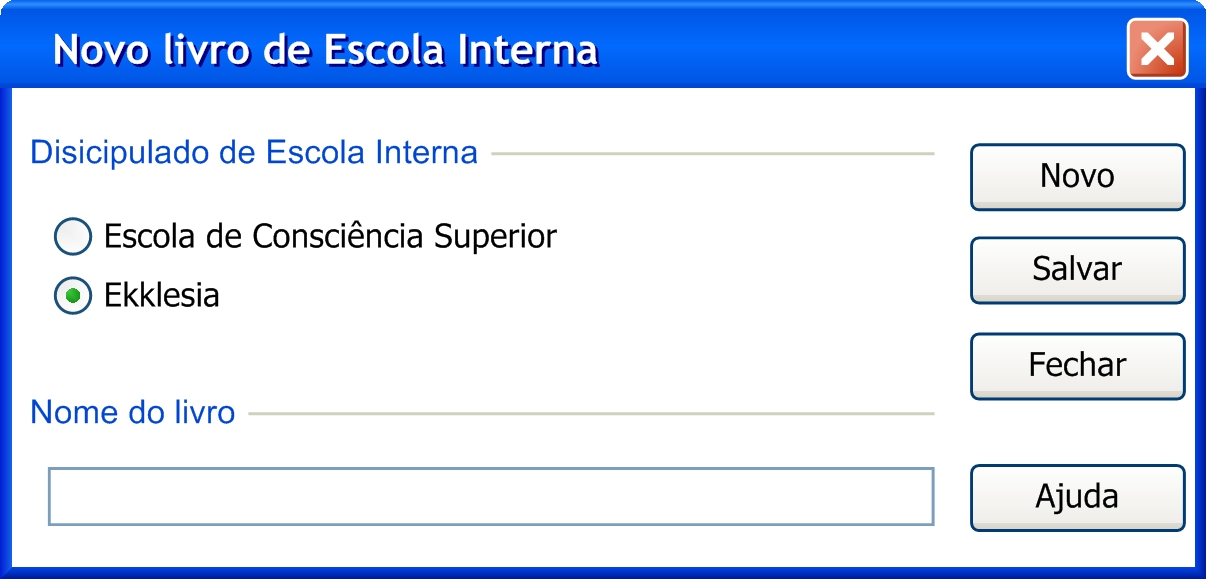 Novo livro de Escola Interna
Disicipulado de Escola Interna
Escola de Consciência Superior
Ekklesia
Nome do livro
Novo
Salvar
Fechar
Ajuda